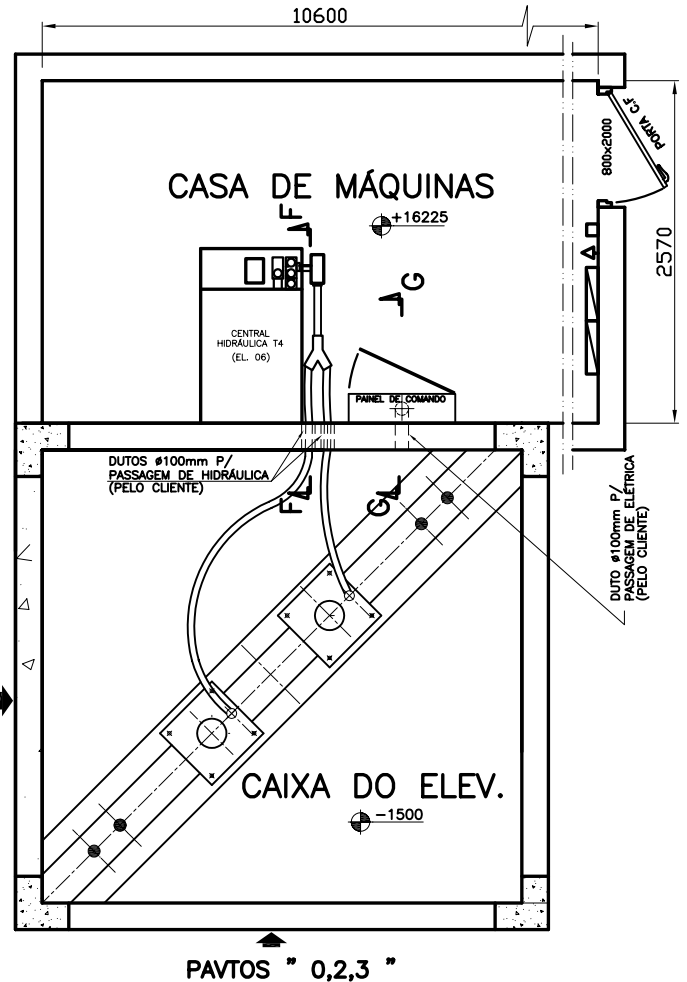 10600
PORTA C.F
800x2000
CASA DE MÁQUINAS
F
+16225
2570
G
CENTRAL
HIDRÁULICA T4
(EL. 06)
PAINEL DE COMANDO
DUTOS ø100mm P/
PASSAGEM DE HIDRÁULICA
(PELO CLIENTE)
F
G
DUTO ø100mm P/
PASSAGEM DE ELÉTRICA
(PELO CLIENTE)
CAIXA DO ELEV.
-1500
PAVTOS " 0,2,3 "